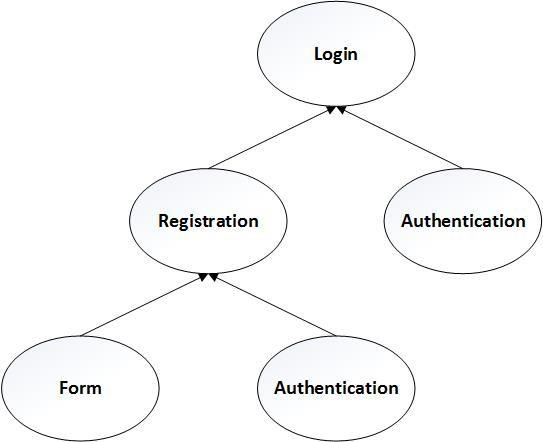 Login
Registration
Authentication
Form
Authentication